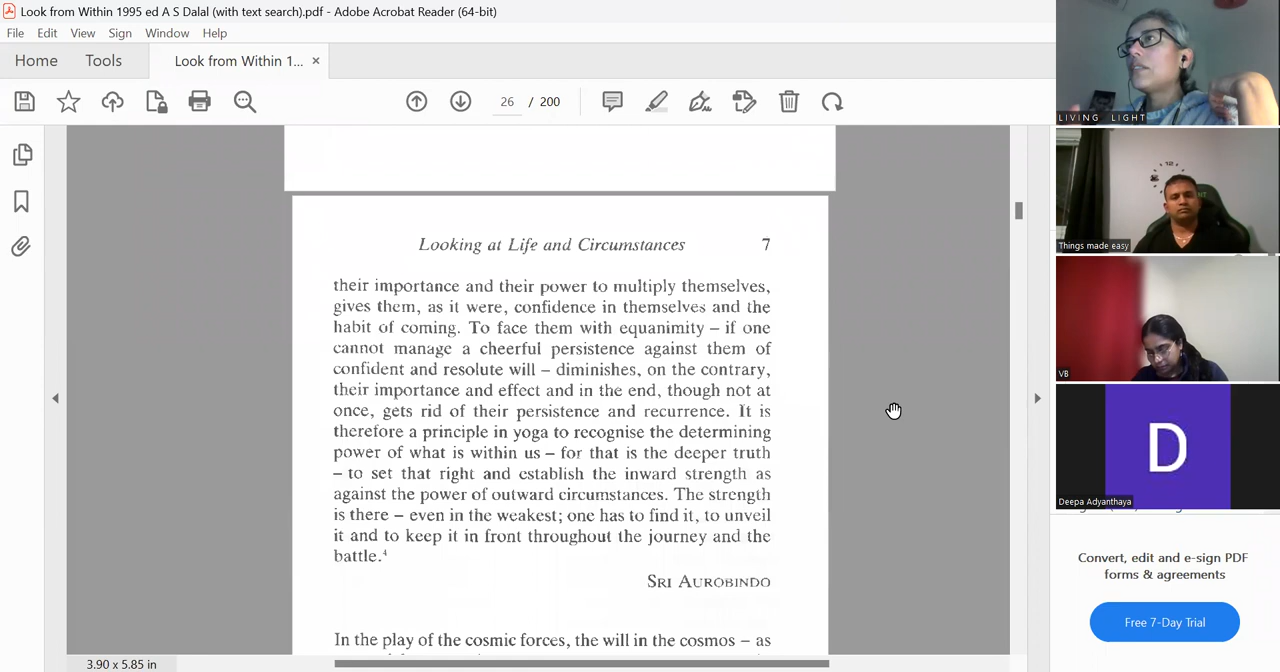 Look from Within 1995 ed A S Dalal (with text search).pdf - Adobe Acrobat Reader (64-bit)
File Edit View Sign Window Help
Home Tools Look from Within 1... ×
26 / 200
Looking at Life and Circumstances 7
their importance and their power to multiply themselves,
gives them, as it were, confidence in themselves and the
habit of coming. To face them with equanimity – if one
cannot manage a cheerful persistence against them of
confident and resolute will – diminishes, on the contrary,
their importance and effect and in the end, though not at
once, gets rid of their persistence and recurrence. It is
therefore a principle in yoga to recognise the determining
power of what is within us – for that is the deeper truth
– to set that right and establish the inward strength as
against the power of outward circumstances. The strength
is there – even in the weakest; one has to find it, to unveil
it and to keep it in front throughout the journey and the
battle.⁴
SRI AUROBINDO
In the play of the cosmic forces, the will in the cosmos – as
3.90 x 5.85 in
LIVING LIGHT
Things made easy
VB
D
Deepa Adyanthaya
Convert, edit and e-sign PDF
forms & agreements
Free 7-Day Trial